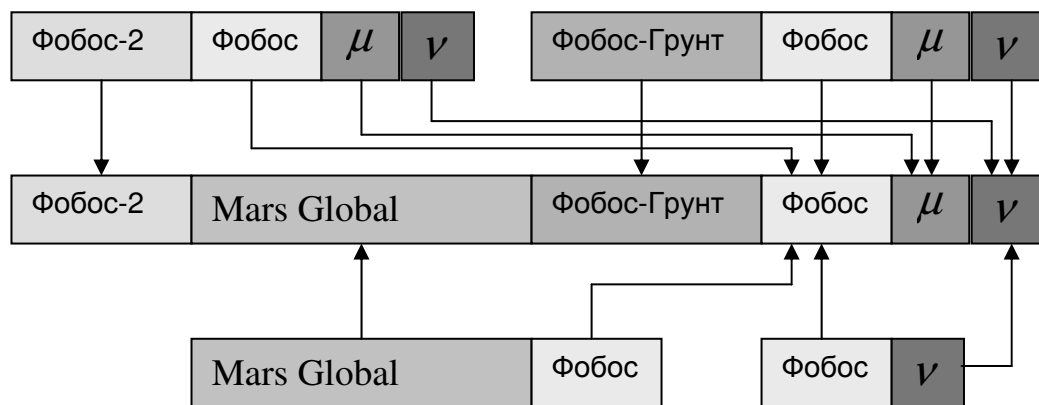 Фобос-2 Фобос μ ν Фобос-Грунт Фобос μ ν
Фобос-2 Mars Global Фобос-Грунт Фобос μ ν
Mars Global Фобос Фобос ν